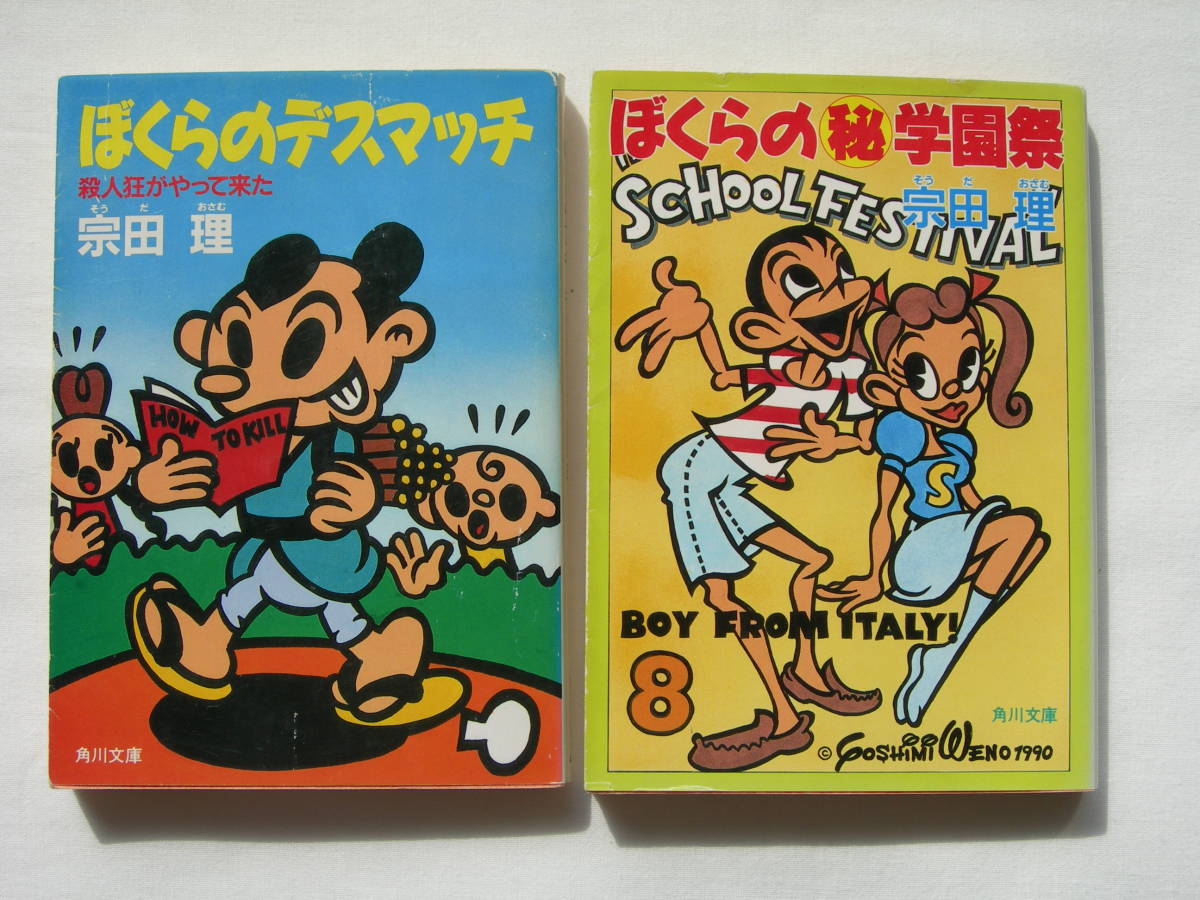 ぼくらのデスマッチ
殺人狂がやって来た
そうだ おさむ
宗田 理
HOW TO KILL
角川文庫
ぼくらの㊙学園祭
そうだ おさむ
宗田 理
SCHOOL FESTIVAL
S
BOY FROM ITALY!
8
角川文庫
© YOSHIMI UENO 1990